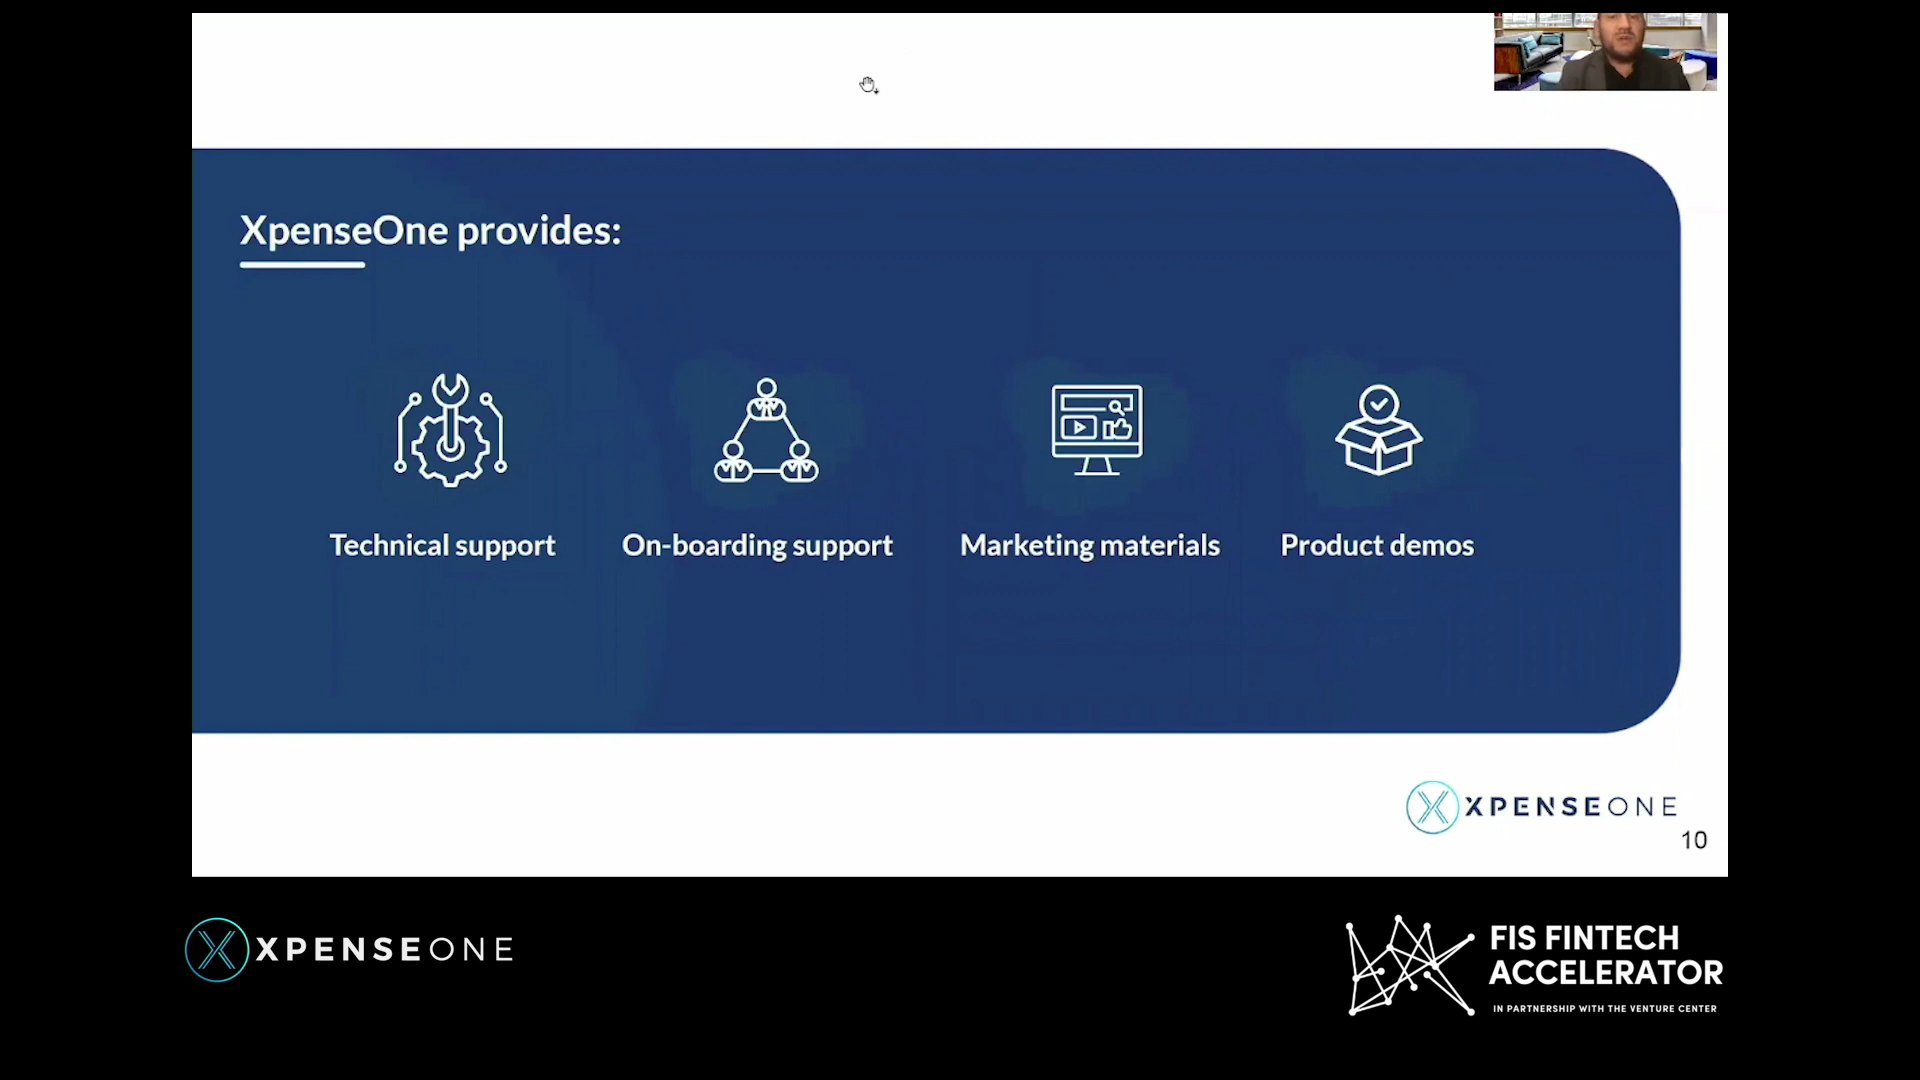 XpenseOne provides:
Technical support
On-boarding support
Marketing materials
Product demos
XPENSEONE
10
XPENSEONE
FIS FINTECH
ACCELERATOR
IN PARTNERSHIP WITH THE VENTURE CENTER